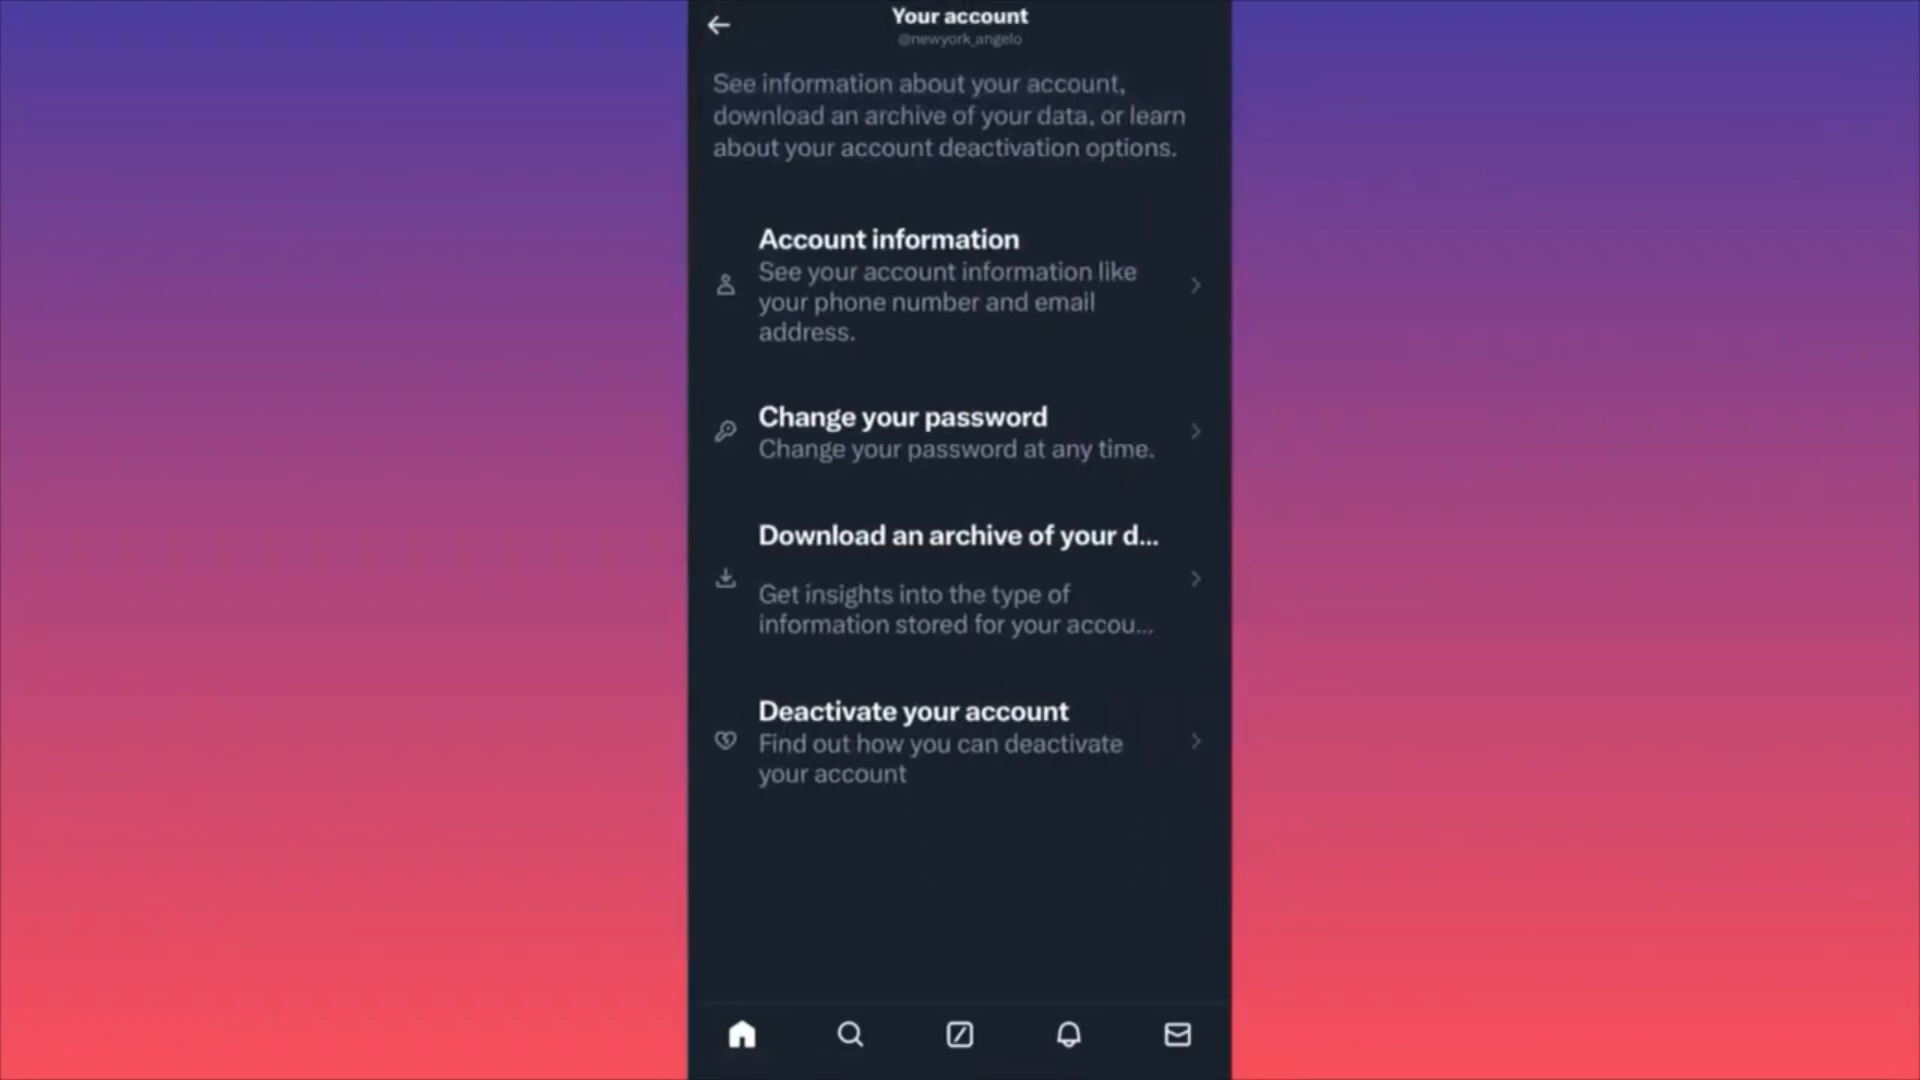 Your account
@newyork_angelo
See information about your account,
download an archive of your data, or learn
about your account deactivation options.
Account information
See your account information like
your phone number and email
address.
Change your password
Change your password at any time.
Download an archive of your d...
Get insights into the type of
information stored for your accou...
Deactivate your account
Find out how you can deactivate
your account